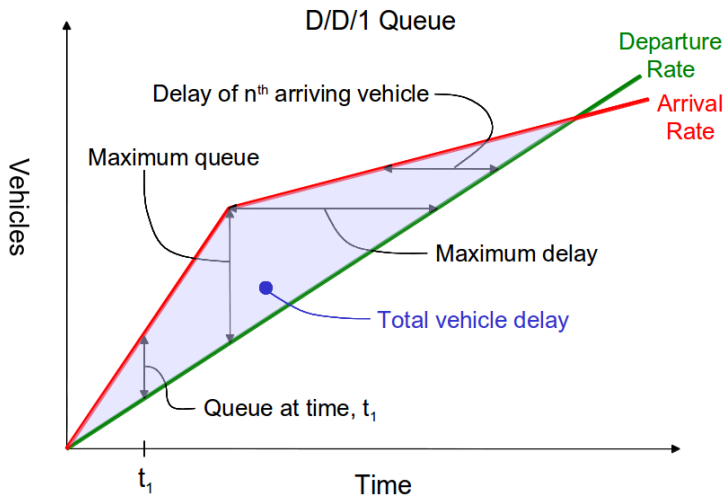 D/D/1 Queue
Departure
Rate
Delay of nth arriving vehicle
Arrival
Rate
Maximum queue
Vehicles
Maximum delay
Total vehicle delay
Queue at time, t1
t1
Time